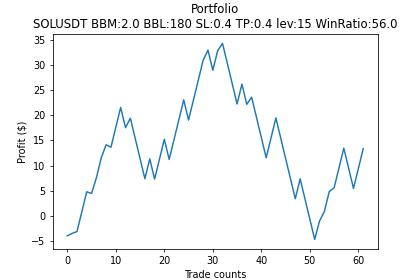 Portfolio
SOLUSDT BBM:2.0 BBL:180 SL:0.4 TP:0.4 lev:15 WinRatio:56.0
35
30
25
20
15
10
5
0
−5
Profit ($)
0 10 20 30 40 50 60
Trade counts